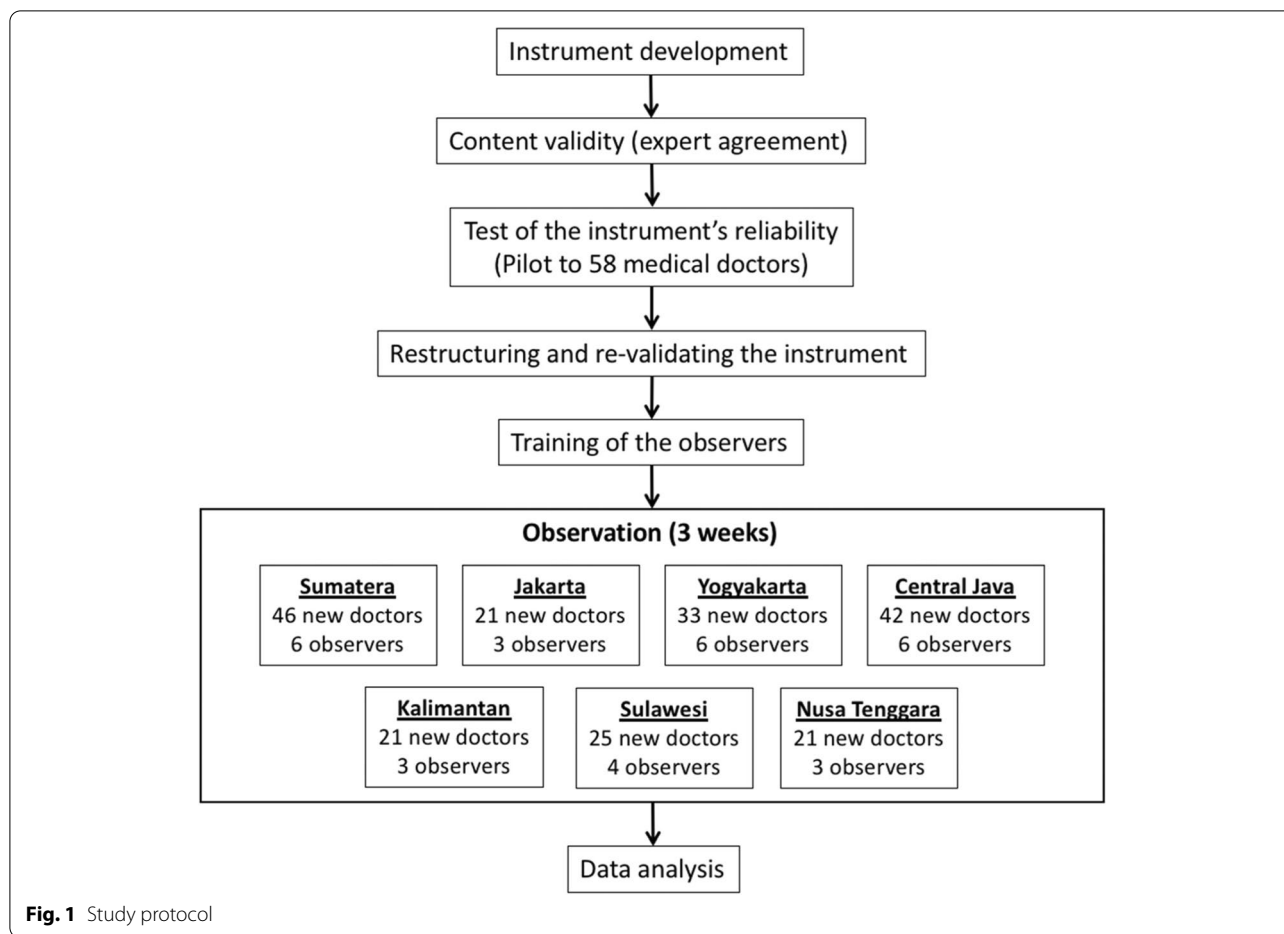 Instrument development
Content validity (expert agreement)
Test of the instrument's reliability
(Pilot to 58 medical doctors)
Restructuring and re-validating the instrument
Training of the observers
Observation (3 weeks)
Sumatera
46 new doctors
6 observers
Jakarta
21 new doctors
3 observers
Yogyakarta
33 new doctors
6 observers
Central Java
42 new doctors
6 observers
Kalimantan
21 new doctors
3 observers
Sulawesi
25 new doctors
4 observers
Nusa Tenggara
21 new doctors
3 observers
Data analysis
Fig. 1 Study protocol